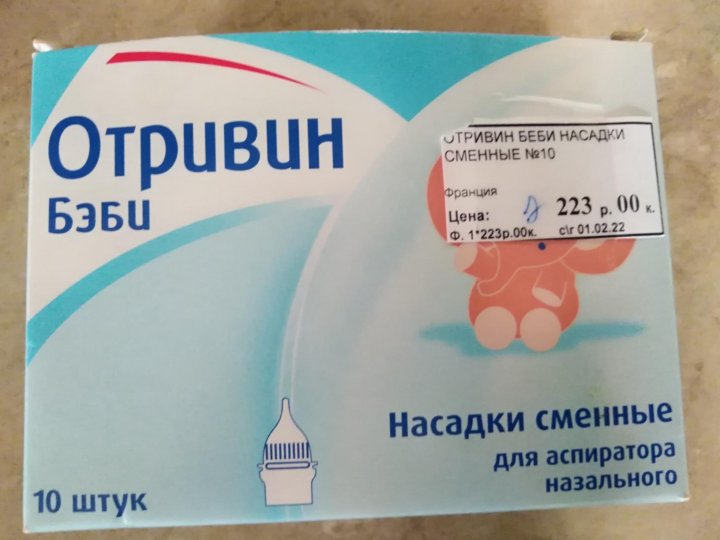 Отривин
Бэби
ОТРИВИН БЕБИ НАСАДКИ
СМЕННЫЕ №10
Франция
Цена: 223 р. 00 к.
Ф. 1*223р.00к. с\г 01.02.22
Насадки сменные
для аспиратора
назального
10 штук